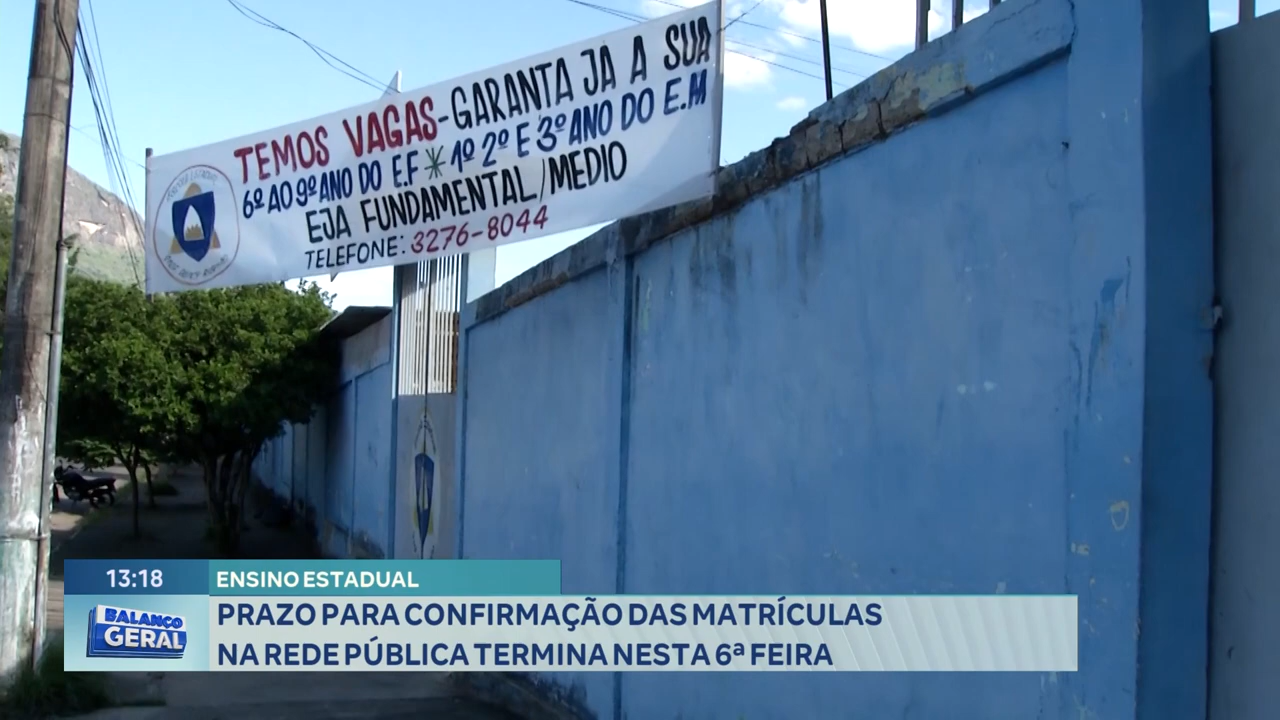 TEMOS VAGAS-GARANTA JA A SUA
6º AO 9º ANO DO E.F * 1º 2º E 3º ANO DO E.M
EJA FUNDAMENTAL/MEDIO
TELEFONE: 3276-8044
13:18
ENSINO ESTADUAL
BALANÇO
GERAL
PRAZO PARA CONFIRMAÇÃO DAS MATRÍCULAS
NA REDE PÚBLICA TERMINA NESTA 6ª FEIRA